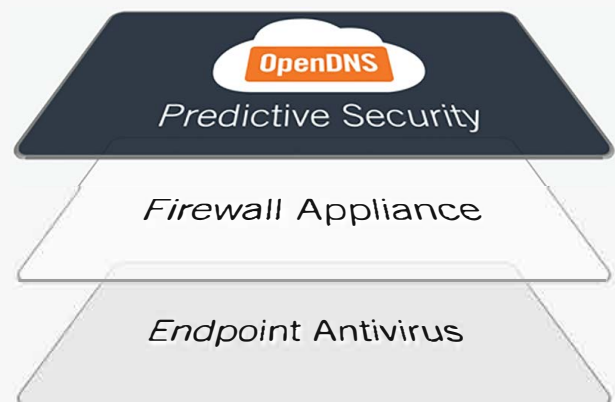 OpenDNS
Predictive Security
Firewall Appliance
Endpoint Antivirus